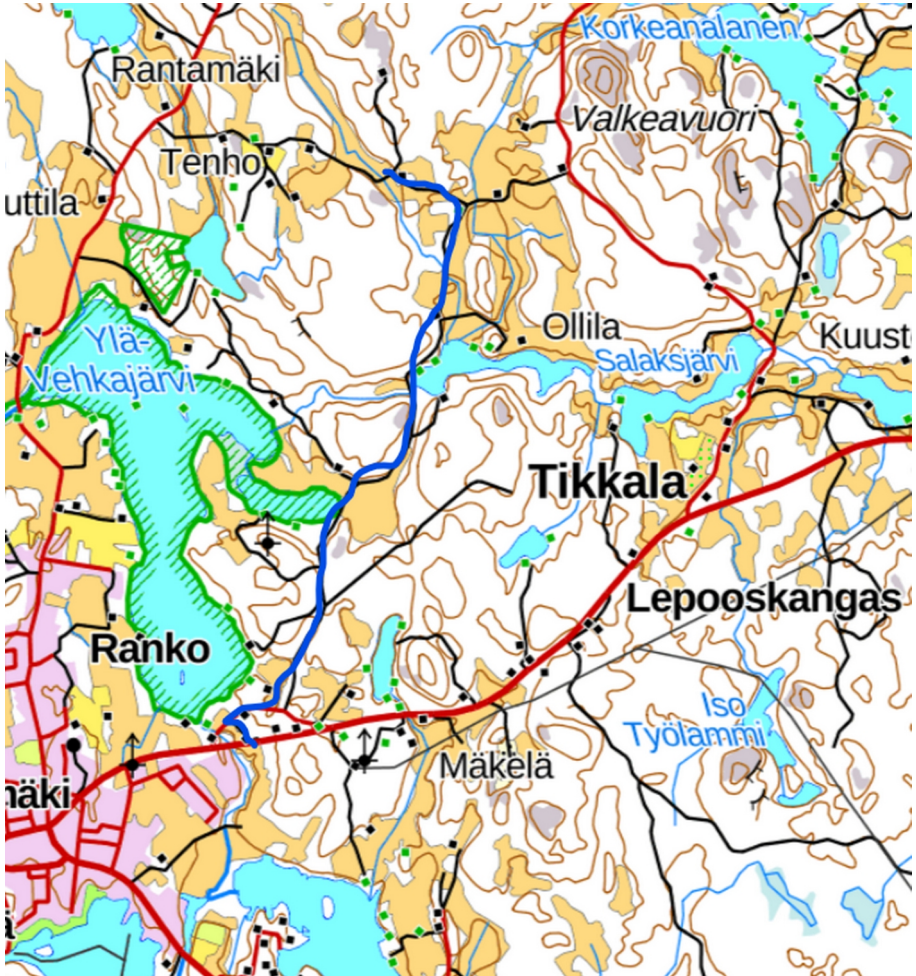 Korkeanalanen
Rantamäki
Valkeavuori
Tenho
uttila
Ollila
Kuust
Ylä-
Vehkajärvi
Salaksjärvi
Tikkala
Lepooskangas
Ranko
Iso
Työlammi
Mäkelä
mäki
ä